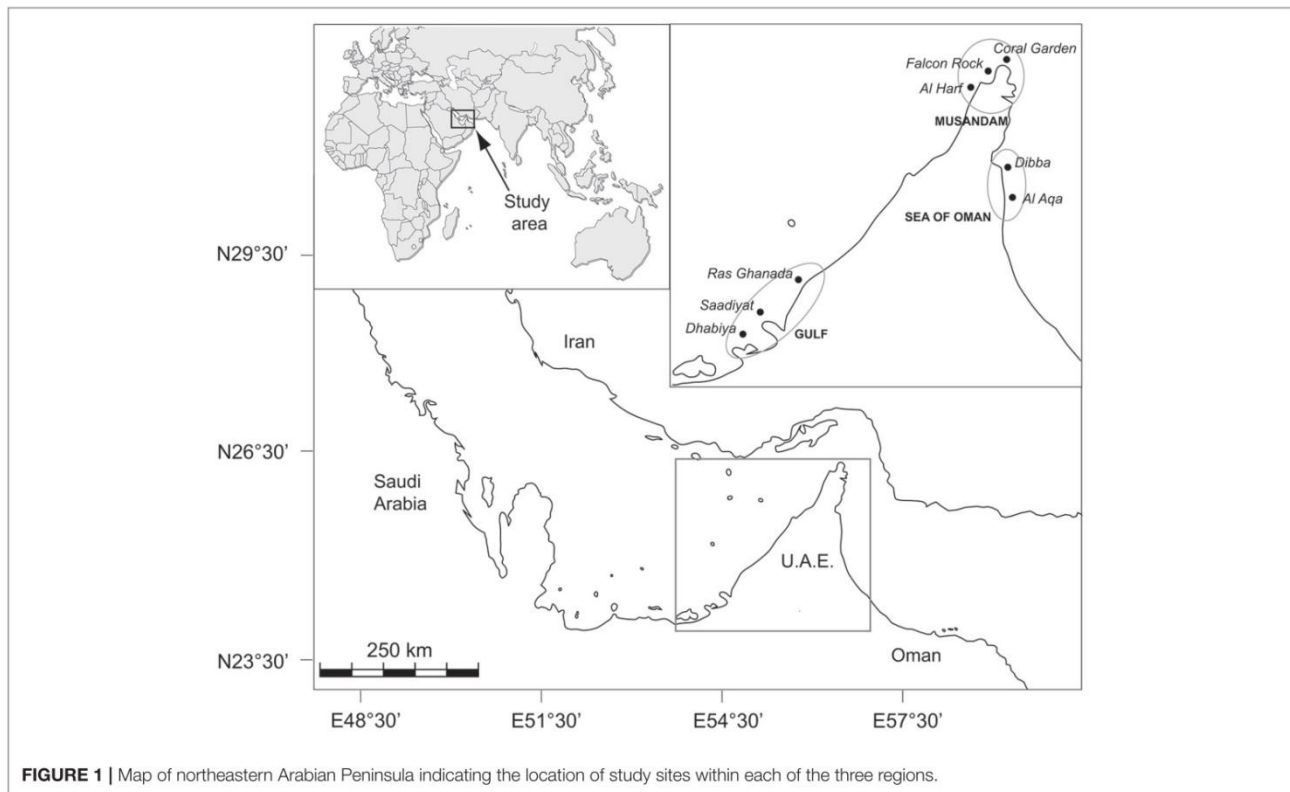 Study
area
Coral Garden
Falcon Rock
Al Harf
MUSANDAM
Dibba
Al Aqa
SEA OF OMAN
Ras Ghanada
Saadiyat
Dhabiya
GULF
N29°30'
Iran
N26°30'
Saudi
Arabia
U.A.E.
250 km
Oman
N23°30'
E48°30'
E51°30'
E54°30'
E57°30'
FIGURE 1 | Map of northeastern Arabian Peninsula indicating the location of study sites within each of the three regions.